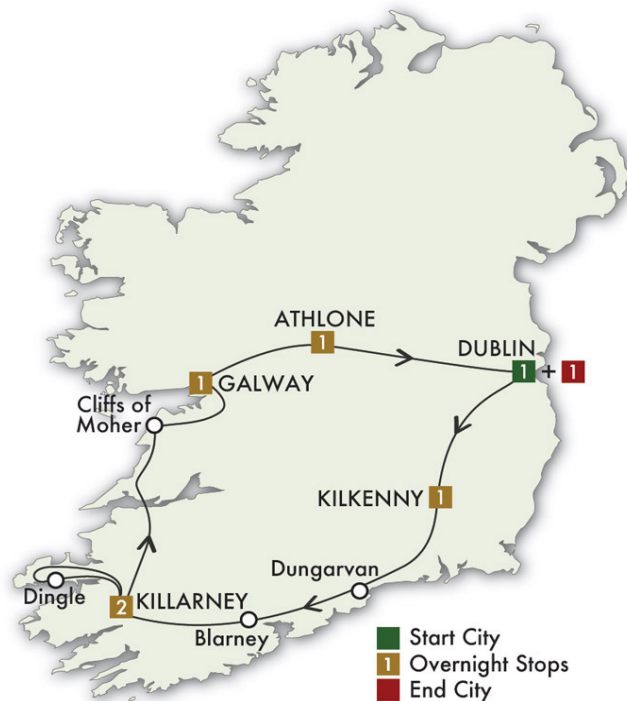 ATHLONE
1
DUBLIN
1 + 1
1 GALWAY
Cliffs of
Moher
KILKENNY 1
Dungarvan
Dingle
2 KILLARNEY
Blarney
Start City
1 Overnight Stops
End City